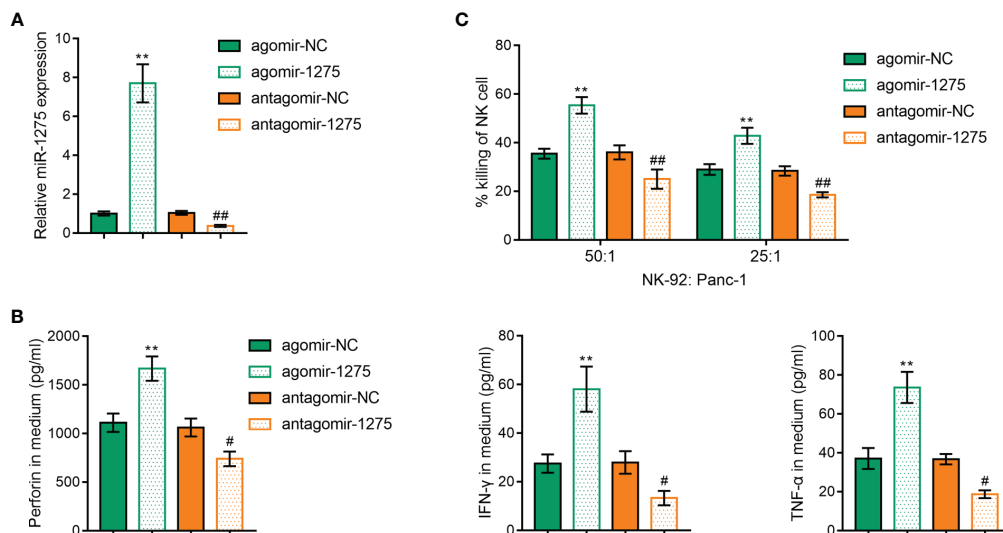 A
Relative miR-1275 expression
10
8
6
4
2
0
**
##
agomir-NC
agomir-1275
antagomir-NC
antagomir-1275
C
% killing of NK cell
80
60
40
20
0
**
##
**
##
50:1
25:1
NK-92: Panc-1
agomir-NC
agomir-1275
antagomir-NC
antagomir-1275
B
Perforin in medium (pg/ml)
2000
1500
1000
500
0
**
#
agomir-NC
agomir-1275
antagomir-NC
antagomir-1275
IFN-γ in medium (pg/ml)
80
60
40
20
0
**
#
TNF-α in medium (pg/ml)
100
80
60
40
20
0
**
#